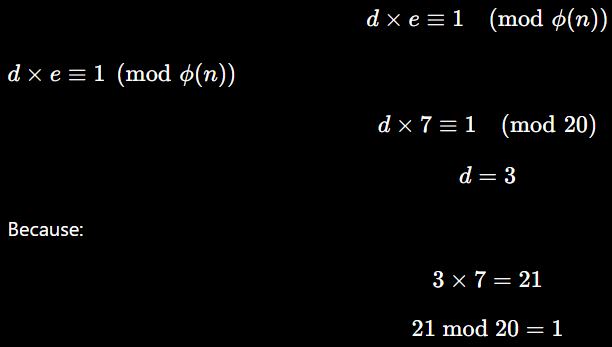 d × e ≡ 1 (mod ϕ(n))
d × e ≡ 1 (mod ϕ(n))
d × 7 ≡ 1 (mod 20)
d = 3
Because:
3 × 7 = 21
21 mod 20 = 1